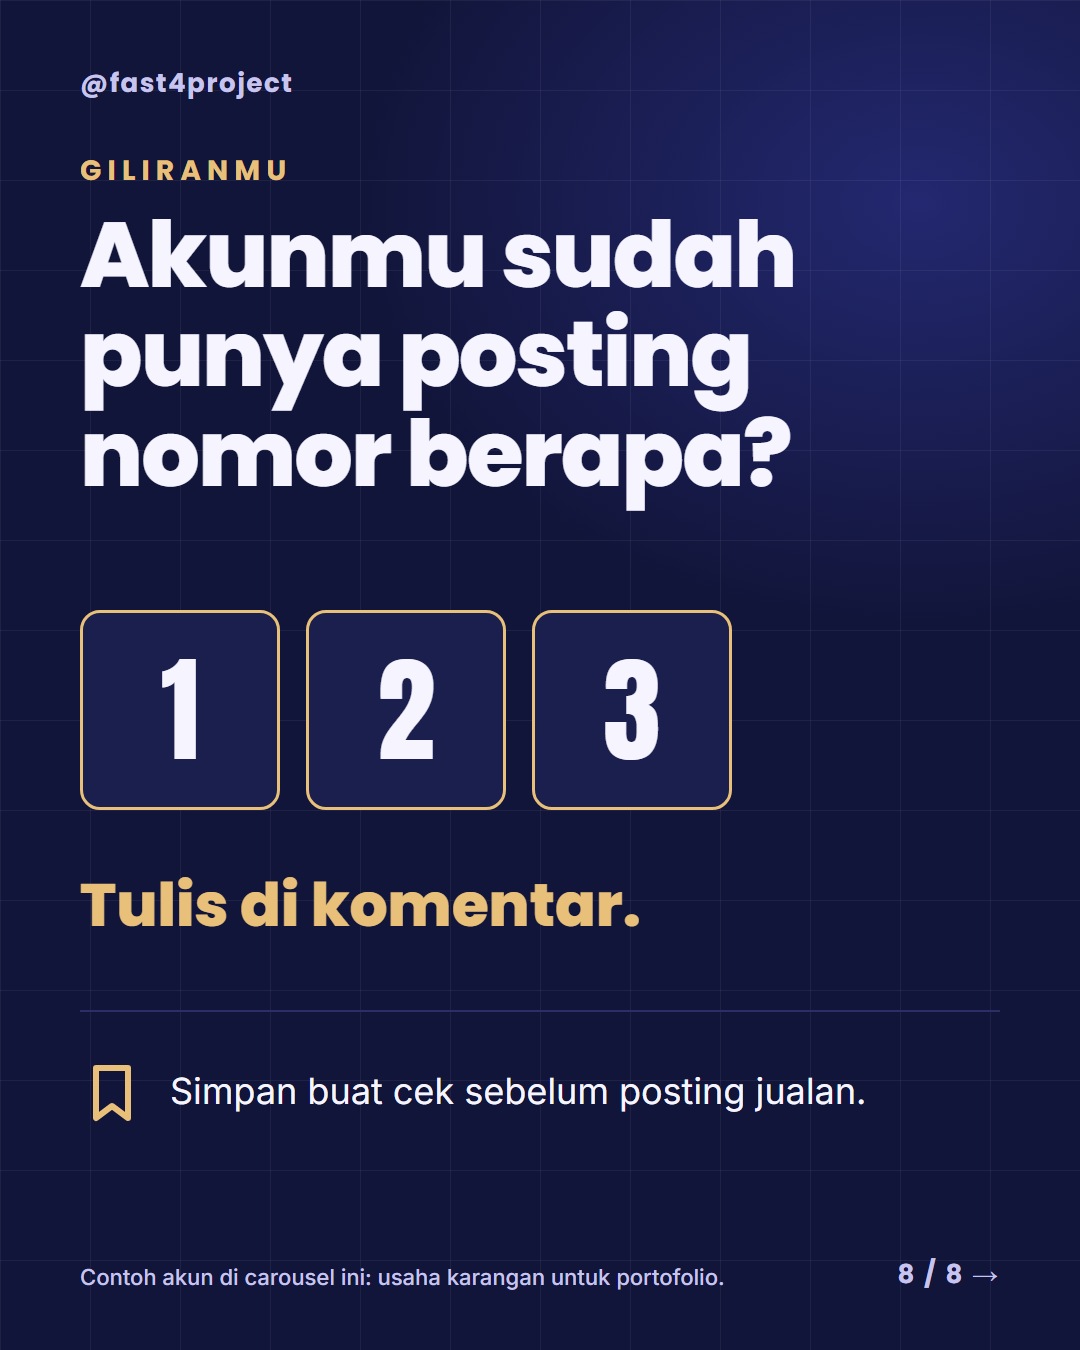 @fast4project
GILIRANMU
Akunmu sudah
punya posting
nomor berapa?
1 2 3
Tulis di komentar.
Simpan buat cek sebelum posting jualan.
Contoh akun di carousel ini: usaha karangan untuk portofolio.
8 / 8 →